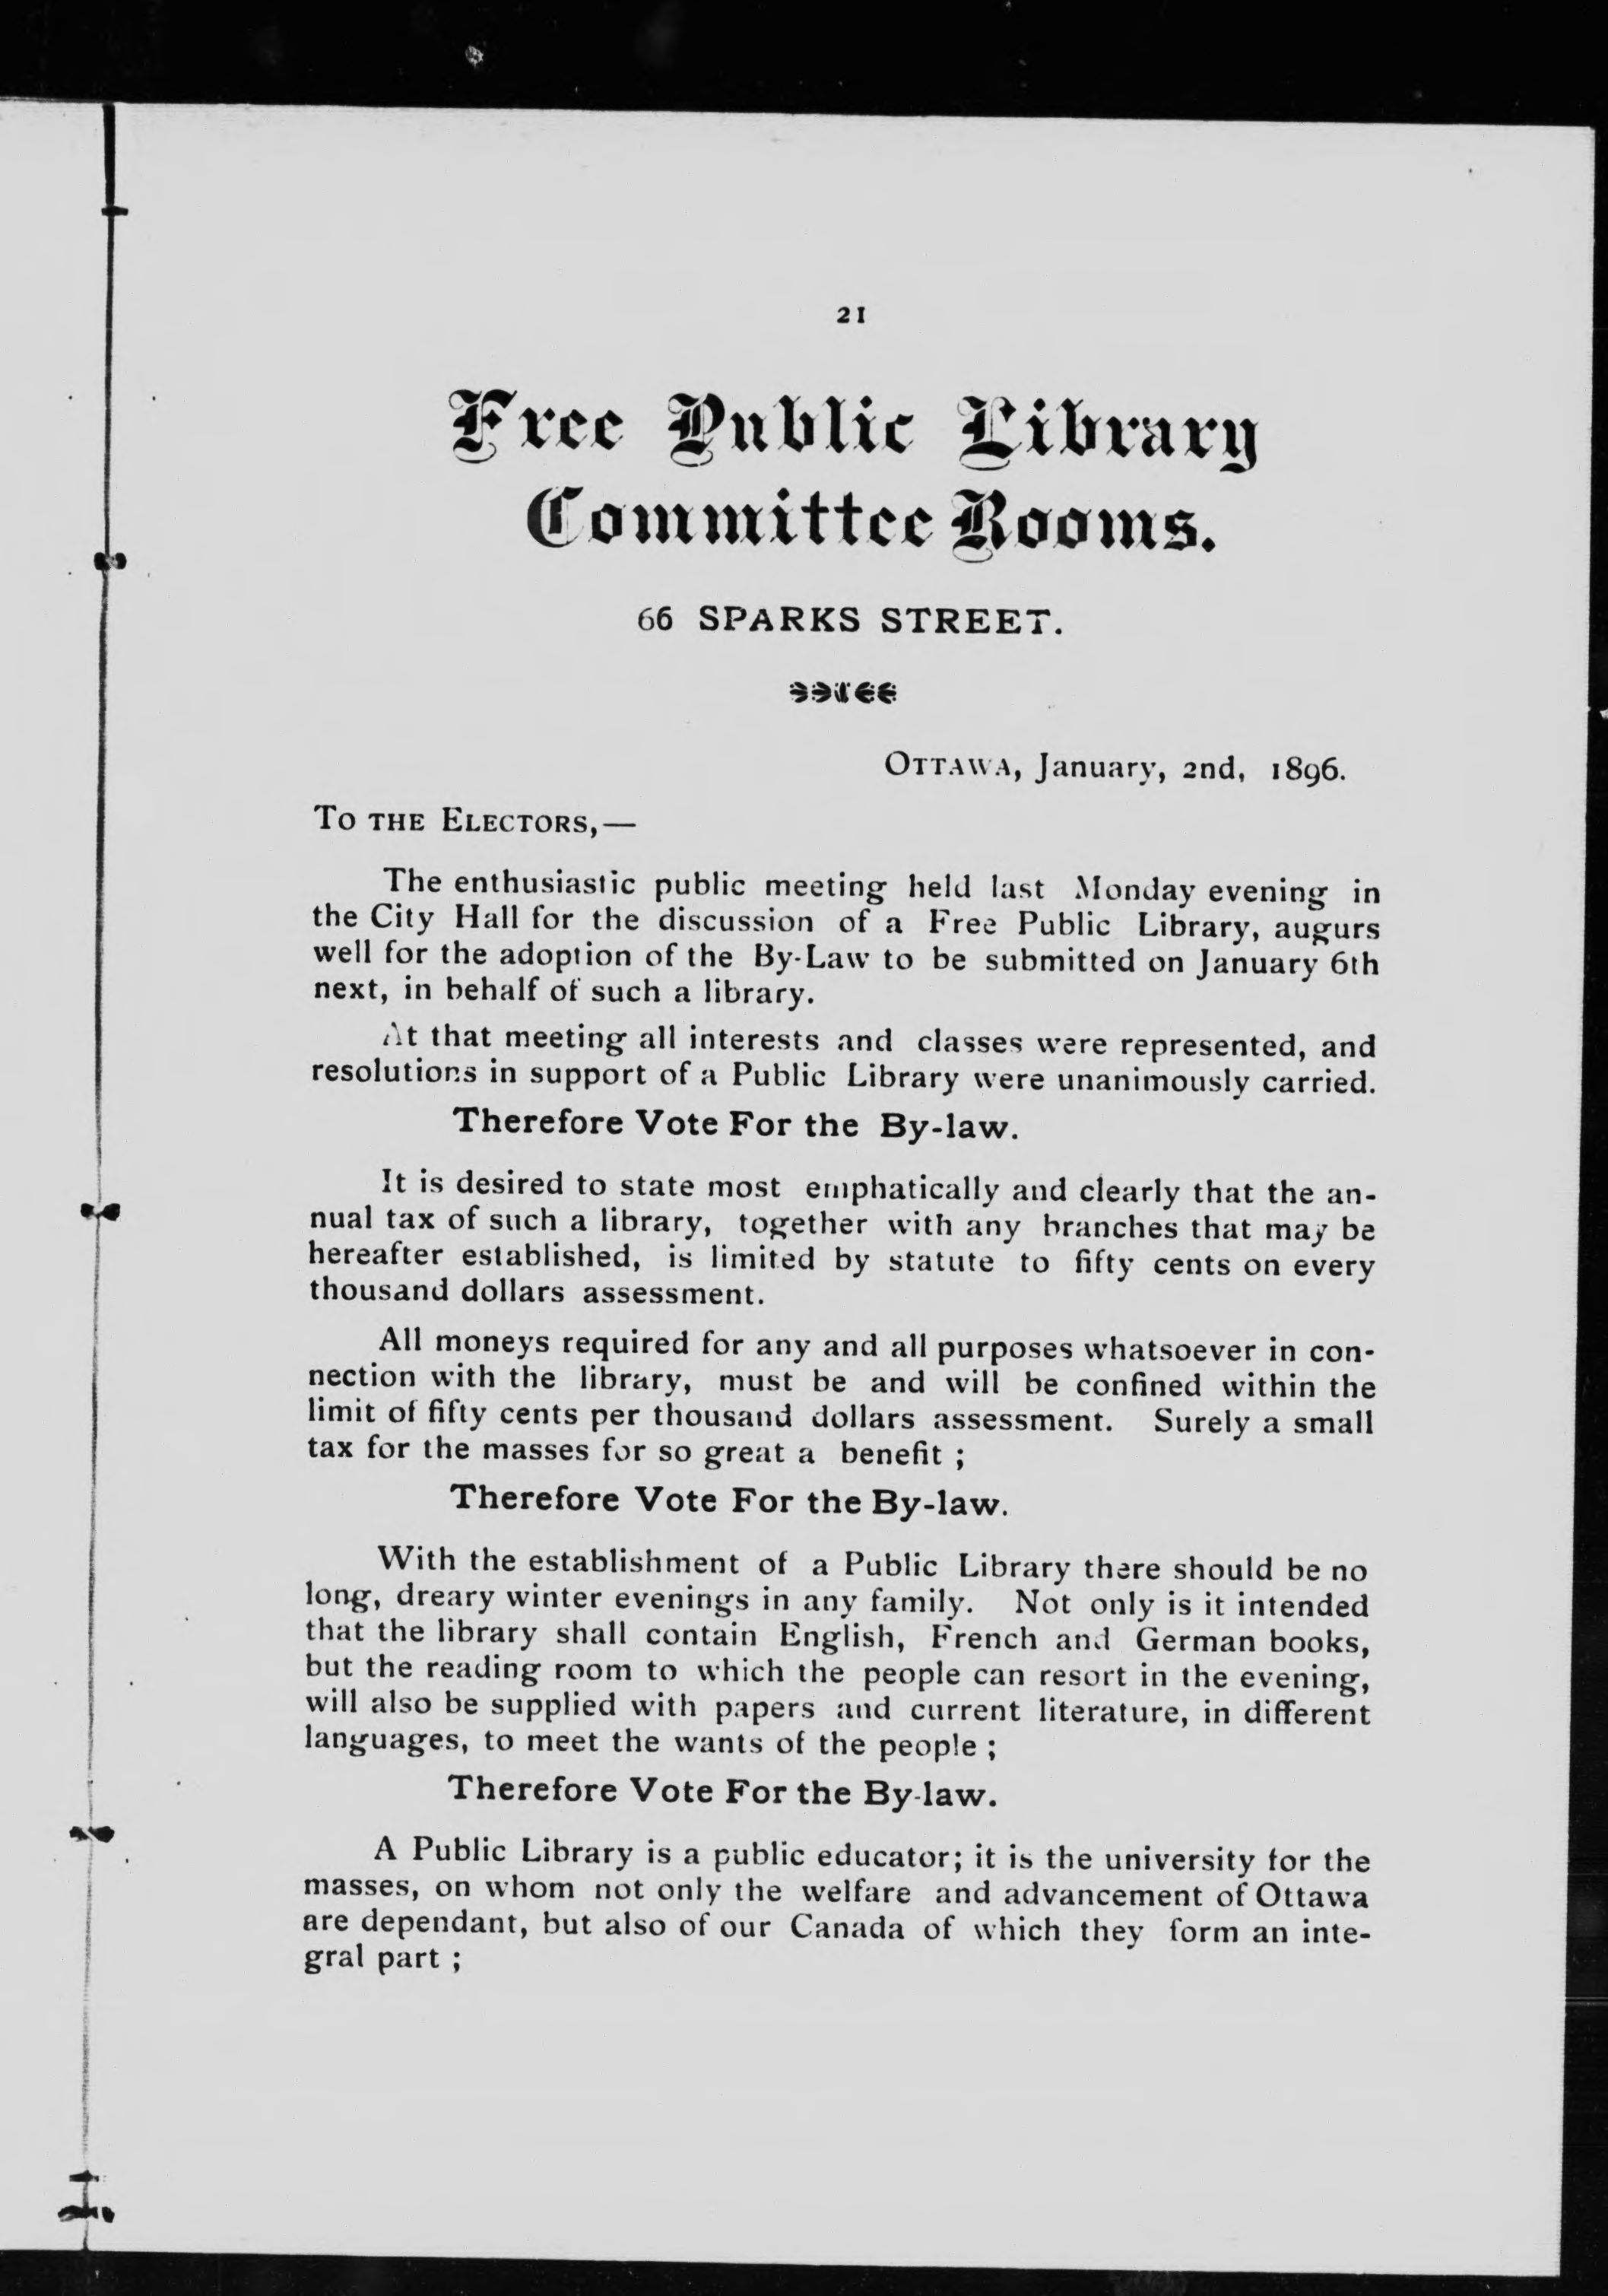 21
Free Public Library
Committee Rooms.
66 SPARKS STREET.
OTTAWA, January, 2nd, 1896.
TO THE ELECTORS,—
The enthusiastic public meeting held last Monday evening in
the City Hall for the discussion of a Free Public Library, augurs
well for the adoption of the By-Law to be submitted on January 6th
next, in behalf of such a library.
At that meeting all interests and classes were represented, and
resolutions in support of a Public Library were unanimously carried.
Therefore Vote For the By-law.
It is desired to state most emphatically and clearly that the an-
nual tax of such a library, together with any branches that may be
hereafter established, is limited by statute to fifty cents on every
thousand dollars assessment.
All moneys required for any and all purposes whatsoever in con-
nection with the library, must be and will be confined within the
limit of fifty cents per thousand dollars assessment. Surely a small
tax for the masses for so great a benefit ;
Therefore Vote For the By-law.
With the establishment of a Public Library there should be no
long, dreary winter evenings in any family. Not only is it intended
that the library shall contain English, French and German books,
but the reading room to which the people can resort in the evening,
will also be supplied with papers and current literature, in different
languages, to meet the wants of the people ;
Therefore Vote For the By-law.
A Public Library is a public educator; it is the university for the
masses, on whom not only the welfare and advancement of Ottawa
are dependant, but also of our Canada of which they form an inte-
gral part ;